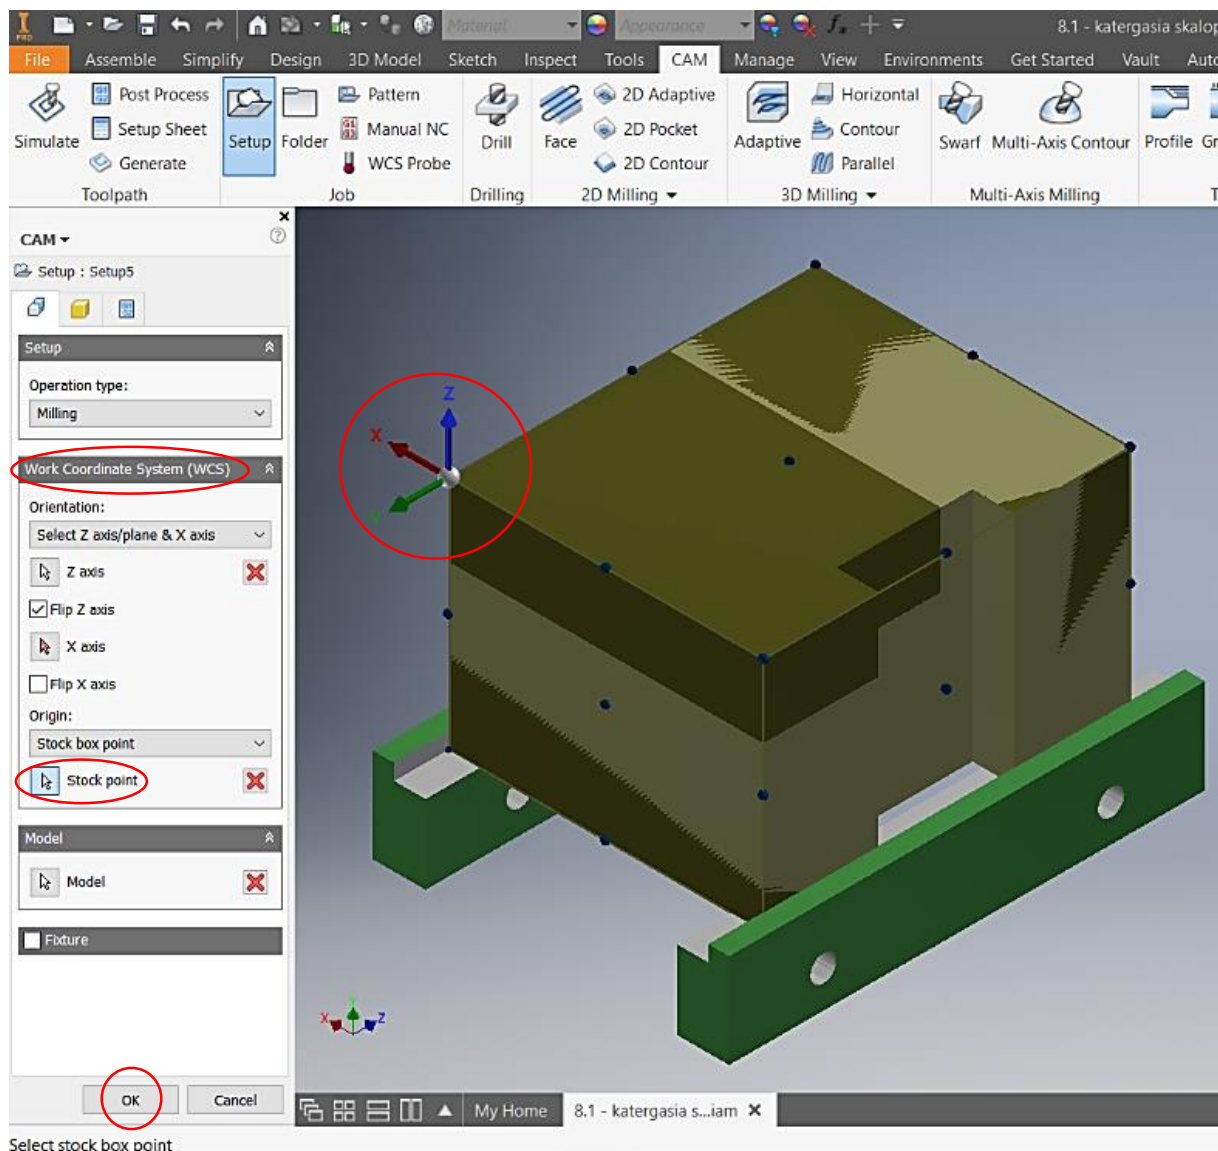 PRO
Material
Appearance
8.1 - katergasia skalop
File Assemble Simplify Design 3D Model Sketch Inspect Tools CAM Manage View Environments Get Started Vault Auto
Simulate
Post Process
Setup Sheet
Generate
Toolpath
Setup
Folder
Pattern
Manual NC
WCS Probe
Job
Drill
Drilling
Face
2D Adaptive
2D Pocket
2D Contour
2D Milling
Adaptive
Horizontal
Contour
Parallel
3D Milling
Swarf
Multi-Axis Contour
Multi-Axis Milling
Profile
Gr
T
CAM
Setup : Setup5
Setup
Operation type:
Milling
Work Coordinate System (WCS)
Orientation:
Select Z axis/plane & X axis
Z axis
Flip Z axis
X axis
Flip X axis
Origin:
Stock box point
Stock point
Model
Model
Fixture
OK
Cancel
Z
X
Y
X
Y
Z
My Home
8.1 - katergasia s...iam
Select stock box point